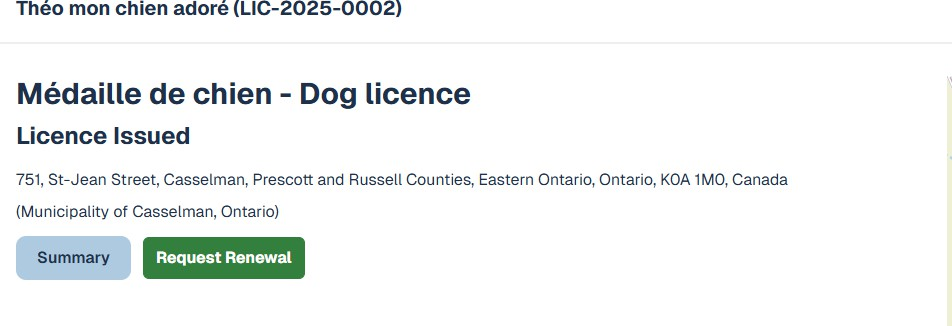 Théo mon chien adoré (LIC-2025-0002)
Médaille de chien - Dog licence
Licence Issued
751, St-Jean Street, Casselman, Prescott and Russell Counties, Eastern Ontario, Ontario, K0A 1M0, Canada
(Municipality of Casselman, Ontario)
Summary Request Renewal